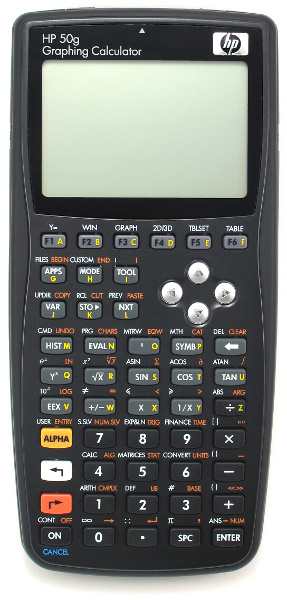 HP 50g
Graphing Calculator
hp
Y= WIN GRAPH 2D/3D TBLSET TABLE
F1 A F2 B F3 C F4 D F5 E F6 F
FILES BEGIN CUSTOM END
APPS G MODE H TOOL I
UPDIR COPY RCL CUT PREV PASTE
VAR J STO▶ K NXT L
CMD UNDO PRG CHARS MTRW EQW MTH CAT DEL CLEAR
HIST M EVAL N ' O SYMB P ←
LN ASIN ∑ ACOS ∂ ATAN ∫
Yˣ Q √X R SIN S COS T TAN U
10ˣ LOG ≠ = ≤ < ≥ > ABS ARG
EEX V +/− W X X 1/X Y ÷ Z
USER ENTRY S.SLV NUM.SLV EXP&LN TRIG FINANCE TIME
ALPHA 7 8 9 ×
CALC ALG MATRICES STAT CONVERT UNITS
4 5 6 −
ARITH CMPLX DEF LIB # BASE { } « »
1 2 3 +
CONT OFF ∞ → :: ↵ π , ANS →NUM
ON 0 . SPC ENTER
CANCEL